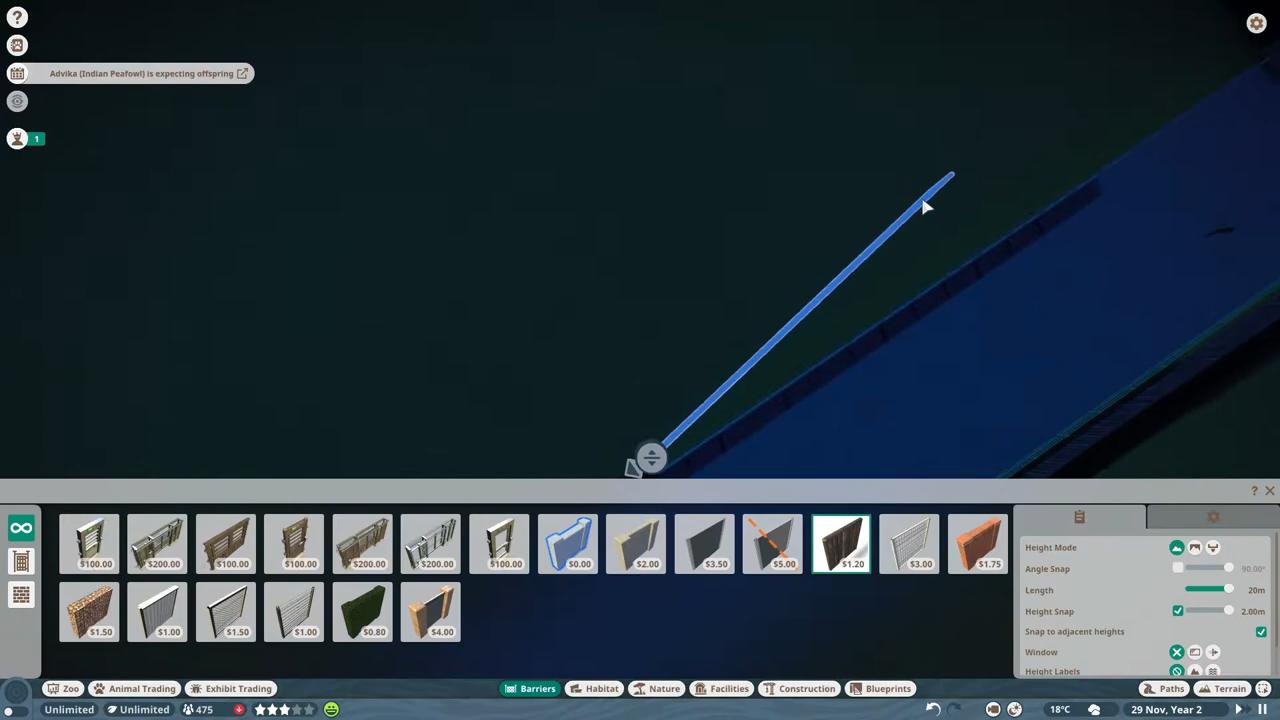 ?
Advika (Indian Peafowl) is expecting offspring
1
?
$100.00
$200.00
$100.00
$100.00
$200.00
$200.00
$100.00
$0.00
$2.00
$3.50
$5.00
$1.20
$3.00
$1.75
$1.50
$1.00
$1.50
$1.00
$0.80
$4.00
Height Mode
Angle Snap 90.00°
Length 20m
Height Snap 2.00m
Snap to adjacent heights
Window
Height Labels
Zoo Animal Trading Exhibit Trading Barriers Habitat Nature Facilities Construction Blueprints Paths Terrain
Unlimited Unlimited 475 18°C 29 Nov, Year 2